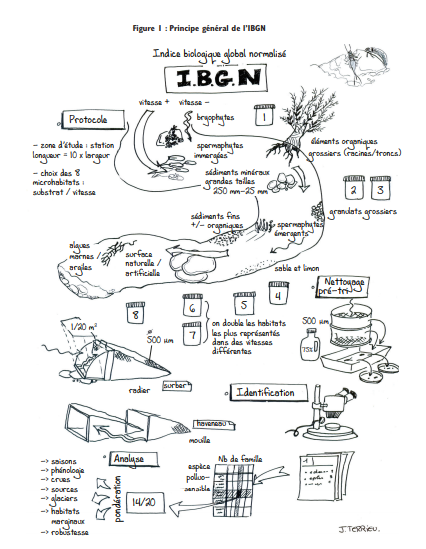 Figure 1 : Principe général de l'IBGN
Indice biologique global normalisé
I.B.G.N
vitesse + vitesse -
Protocole
bryophytes
1
- zone d'étude : station
longueur = 10 x largeur
- choix des 8
microhabitats :
substrat / vitesse
spermaphytes
immergées
éléments organiques
grossiers (racines/troncs)
sédiments minéraux
grandes tailles
250 mm-25 mm
2
3
granulats grossiers
sédiments fins
+/- organiques
spermaphytes
émergents
algues
marnes /
argiles
surface
naturelle /
artificielle
sable et limon
Nettoyage
pré-tri
8
6
7
5
4
on double les habitats
les plus représentés
dans des vitesses
différentes
1/20 m²
500 µm
500 µm
75%
radier
surber
Identification
haveneau
mouille
Analyse
-> saisons
-> phénologie
-> crues
-> sources
-> glaciers
-> habitats
marginaux
-> robustesse
pondération
14/20
Nb de famille
espèce
polluo-
sensible
1
J.TERRIEU.